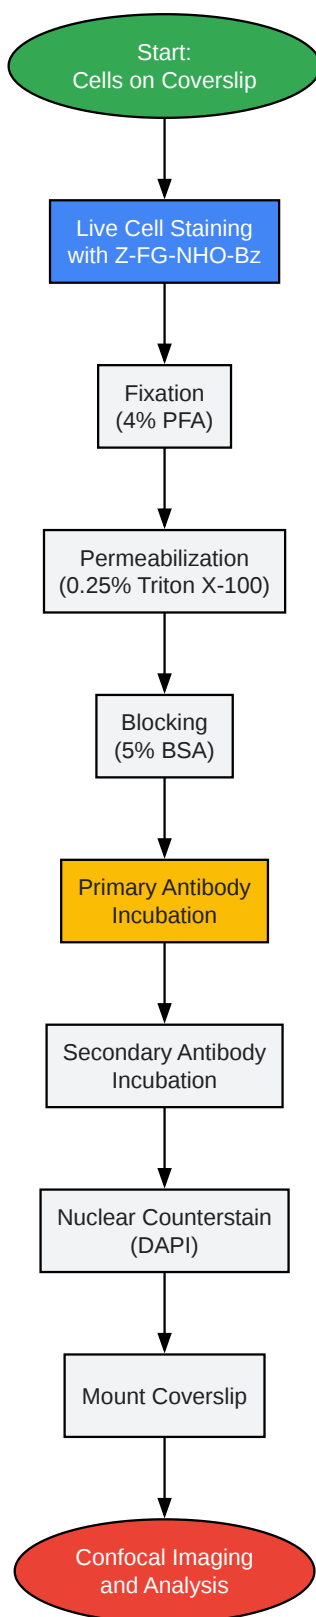 Start:
Cells on Coverslip
Live Cell Staining
with Z-FG-NHO-Bz
Fixation
(4% PFA)
Permeabilization
(0.25% Triton X-100)
Blocking
(5% BSA)
Primary Antibody
Incubation
Secondary Antibody
Incubation
Nuclear Counterstain
(DAPI)
Mount Coverslip
Confocal Imaging
and Analysis